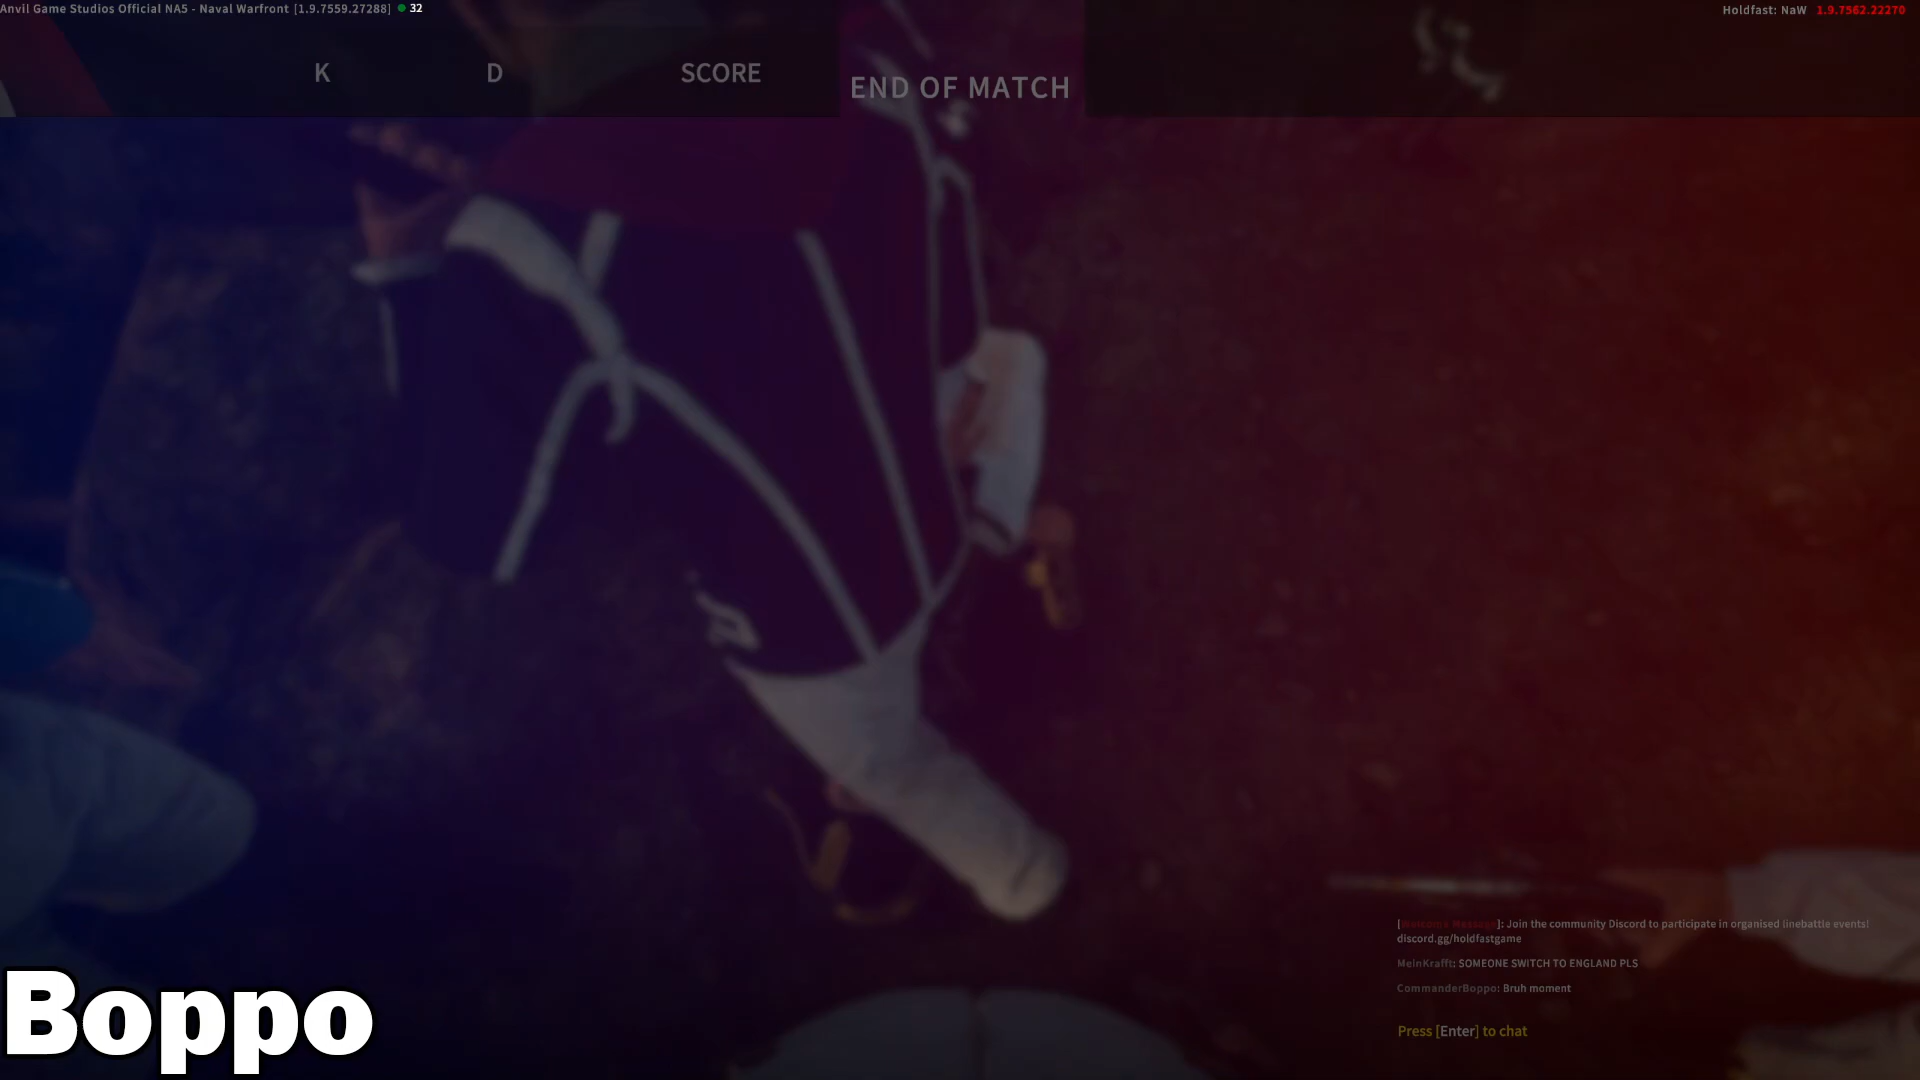 Anvil Game Studios Official NA5 - Naval Warfront [1.9.7559.27288] 32
Holdfast: NaW 1.9.7562.22270
K D SCORE
END OF MATCH
[Welcome Message]: Join the community Discord to participate in organised linebattle events!
discord.gg/holdfastgame
MeinKrafft: SOMEONE SWITCH TO ENGLAND PLS
CommanderBoppo: Bruh moment
Press [Enter] to chat
Boppo